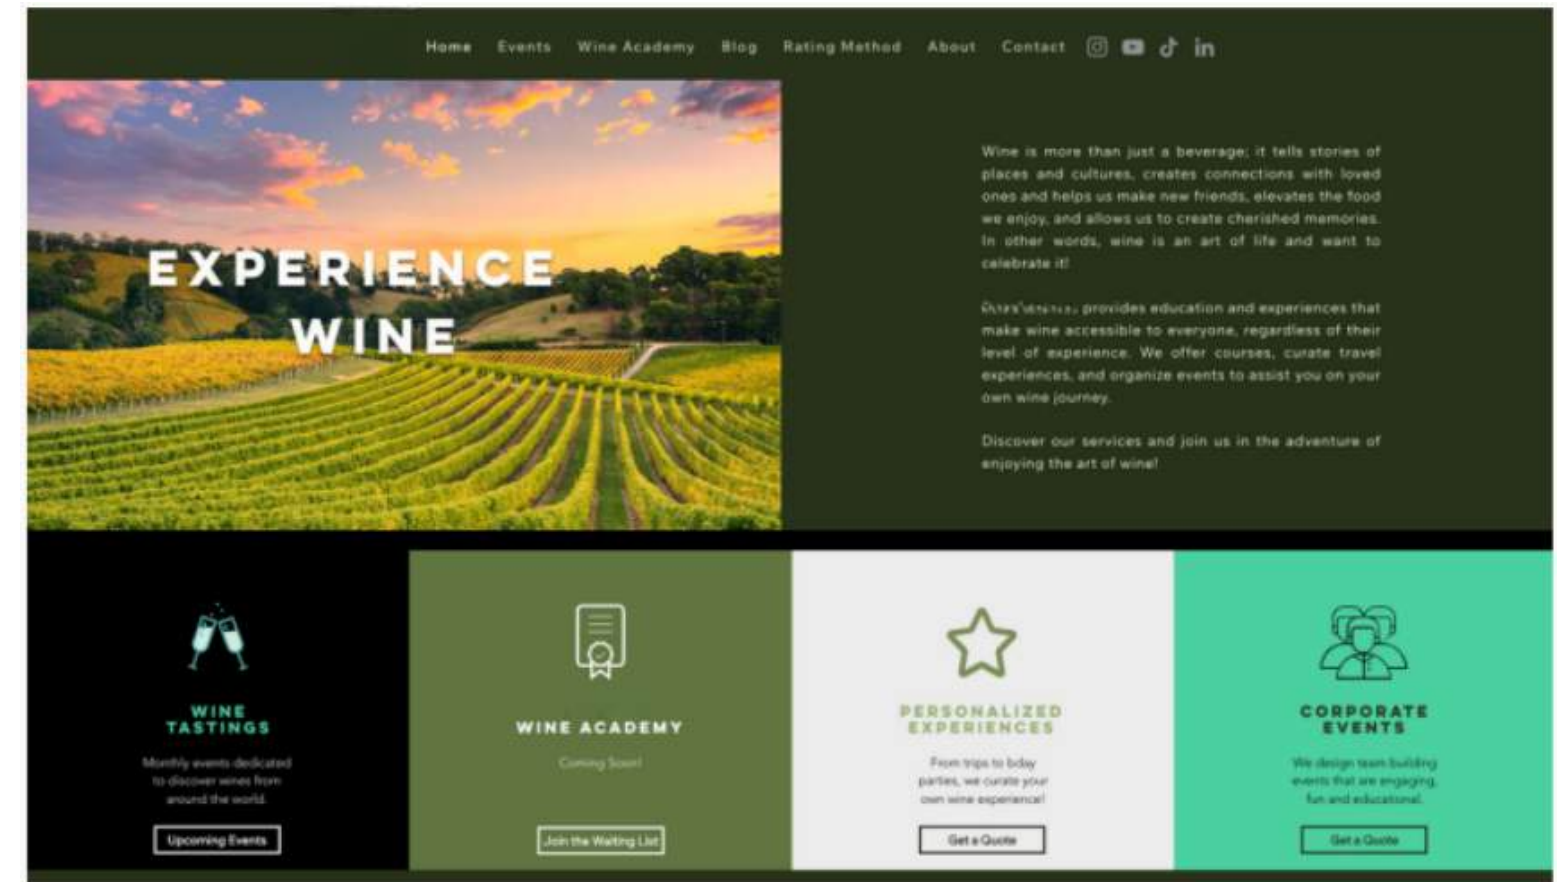 Home Events Wine Academy Blog Rating Method About Contact
EXPERIENCE
WINE
Wine is more than just a beverage; it tells stories of
places and cultures, creates connections with loved
ones and helps us make new friends, elevates the food
we enjoy, and allows us to create cherished memories.
In other words, wine is an art of life and want to
celebrate it!
provides education and experiences that
make wine accessible to everyone, regardless of their
level of experience. We offer courses, curate travel
experiences, and organize events to assist you on your
own wine journey.
Discover our services and join us in the adventure of
enjoying the art of wine!
WINE
TASTINGS
Monthly events dedicated
to discover wines from
around the world.
Upcoming Events
WINE ACADEMY
Coming Soon!
Join the Waiting List
PERSONALIZED
EXPERIENCES
From trips to bday
parties, we curate your
own wine experience!
Get a Quote
CORPORATE
EVENTS
We design team building
events that are engaging,
fun and educational.
Get a Quote